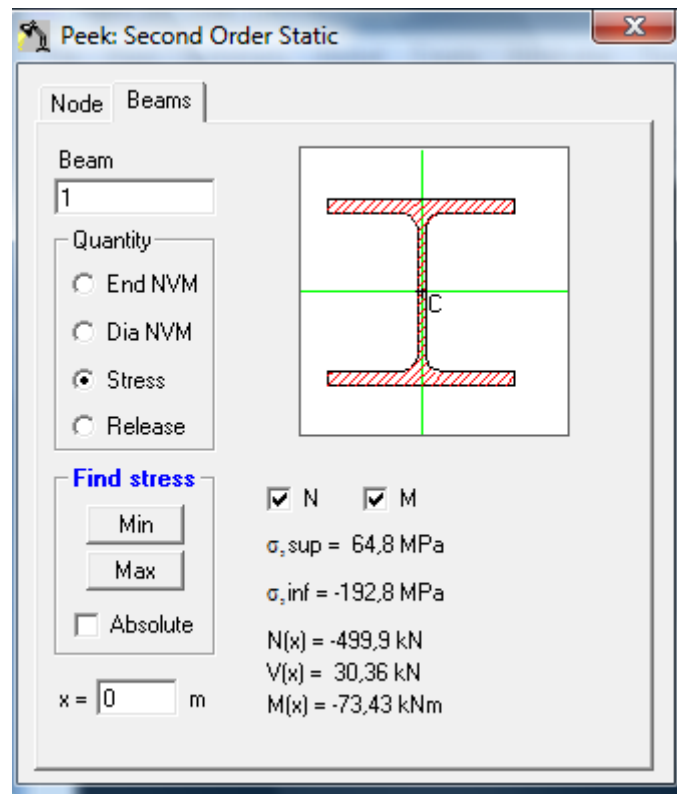 Peek: Second Order Static
Node Beams
Beam
1
Quantity
End NVM
Dia NVM
Stress
Release
Find stress
Min
Max
Absolute
x = 0 m
C
N M
σ,sup = 64,8 MPa
σ,inf = -192,8 MPa
N(x) = -499,9 kN
V(x) = 30,36 kN
M(x) = -73,43 kNm